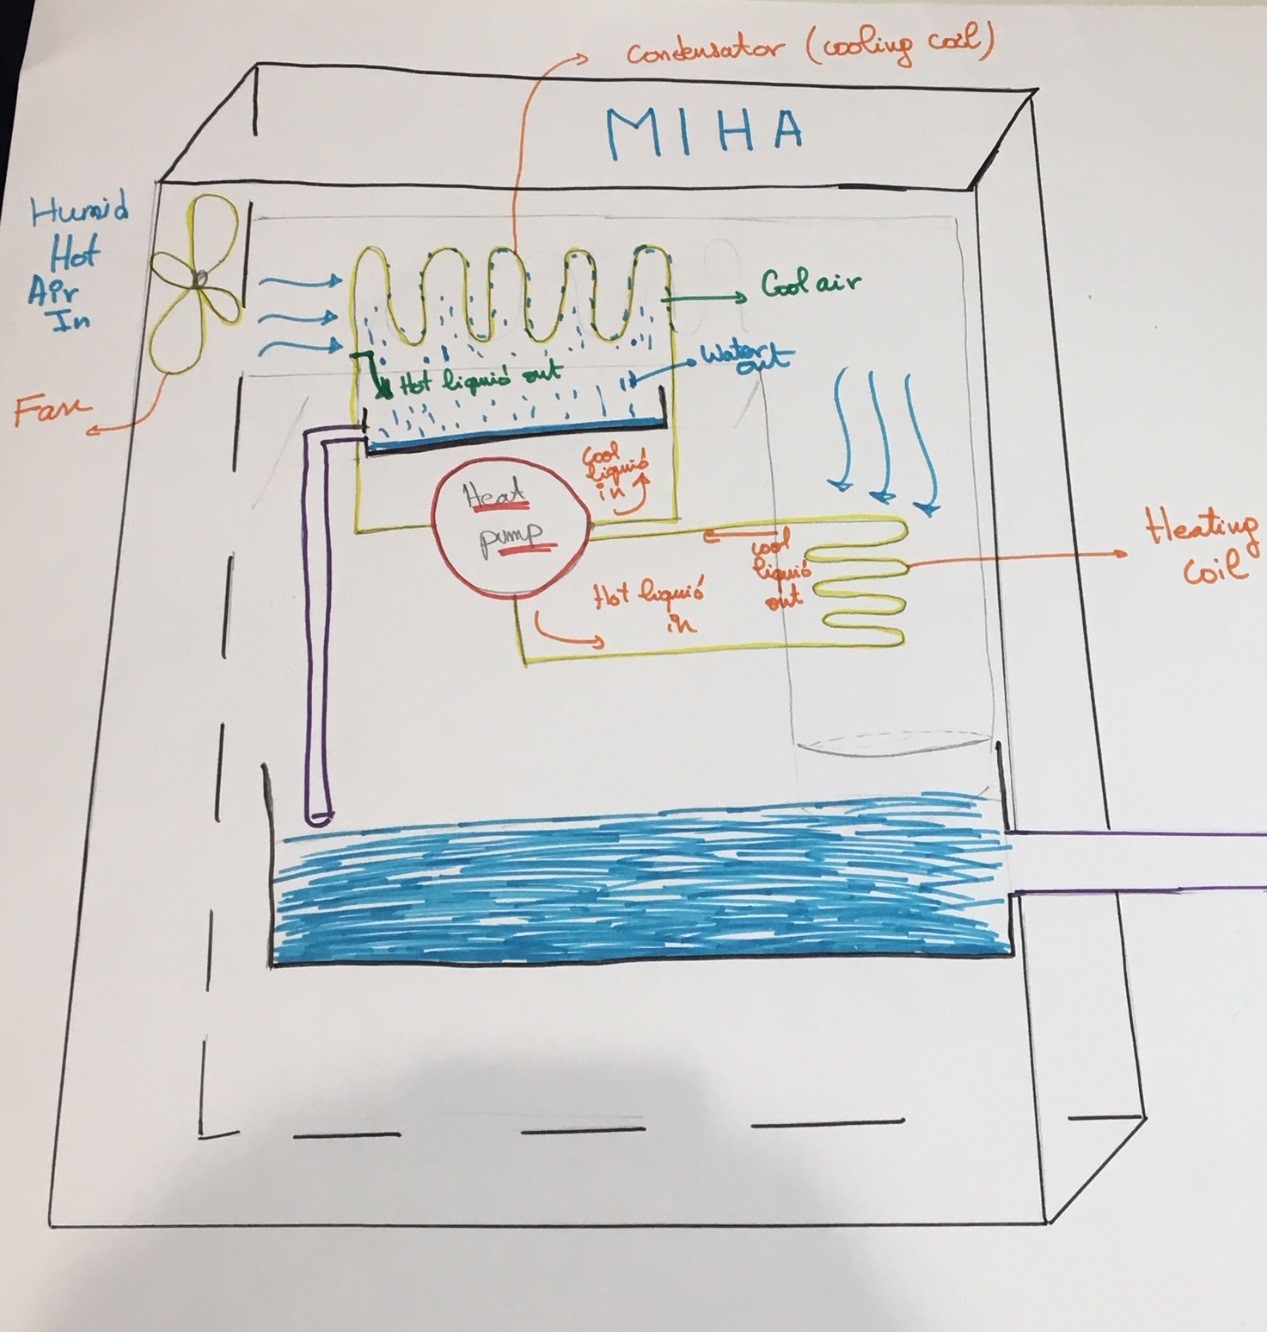 Condensator (cooling coil)
MIHA
Humid
Hot
Air
In
Cool air
Water
out
Hot liquid out
Fan
Cool
liquid
in
Heat
pump
cool
liquid
out
Hot liquid
in
Heating
coil